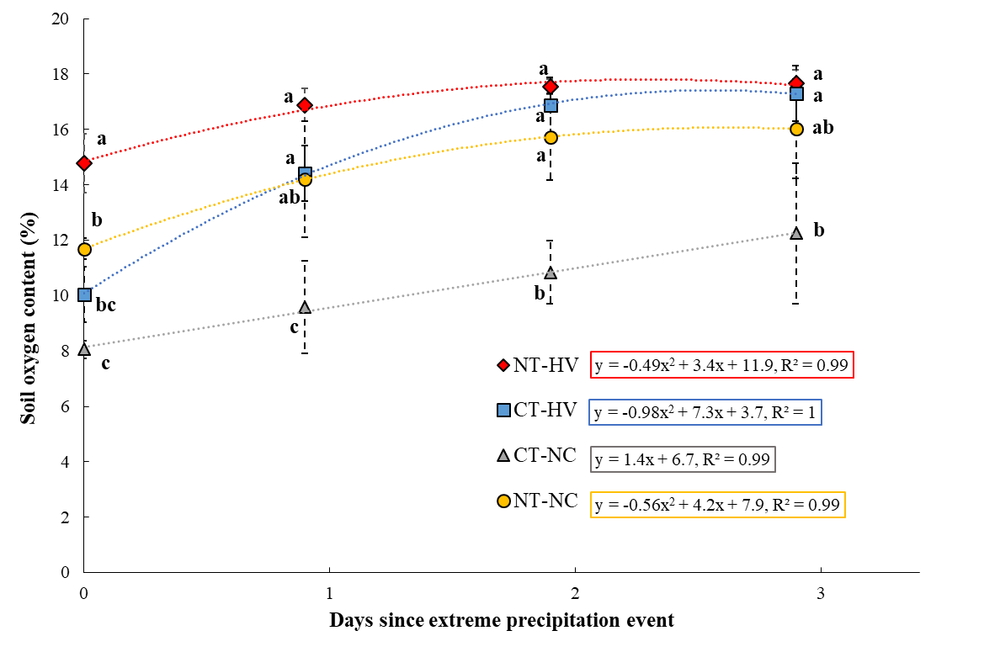 20
18
16
14
12
10
8
6
4
2
0
Soil oxygen content (%)
0 1 2 3
Days since extreme precipitation event
a
b
bc
c
a
a
ab
c
a
a
a
b
a
a
ab
b
NT-HV y = -0.49x² + 3.4x + 11.9, R² = 0.99
CT-HV y = -0.98x² + 7.3x + 3.7, R² = 1
CT-NC y = 1.4x + 6.7, R² = 0.99
NT-NC y = -0.56x² + 4.2x + 7.9, R² = 0.99